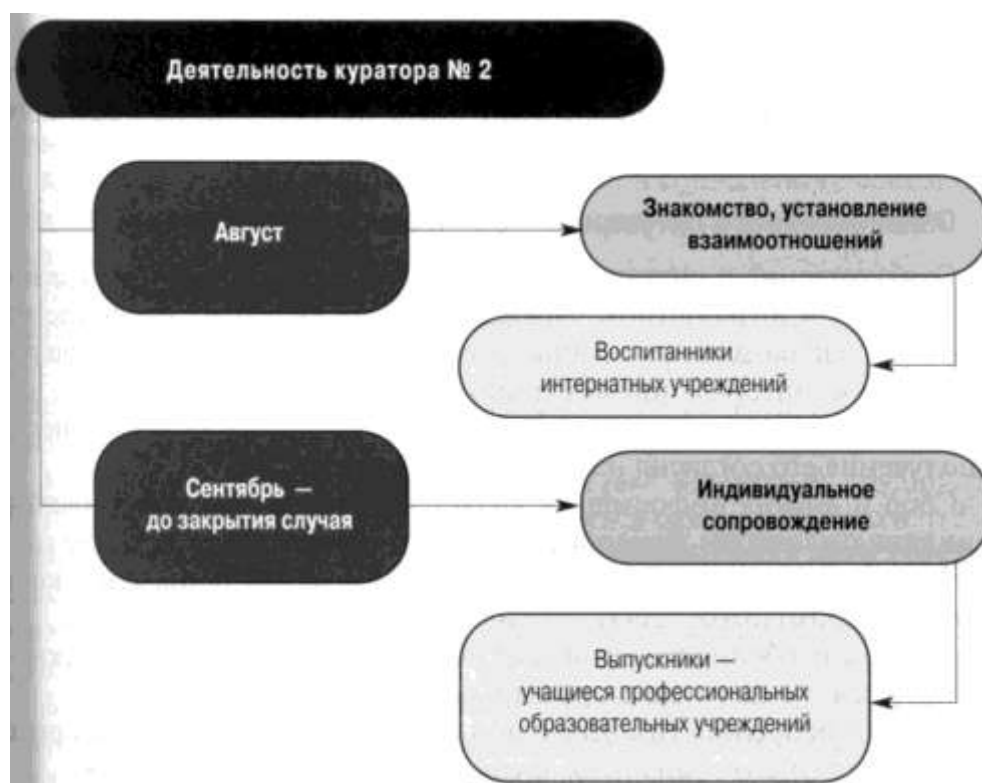 Деятельность куратора № 2
Август
Знакомство, установление
взаимоотношений
Воспитанники
интернатных учреждений
Сентябрь —
до закрытия случая
Индивидуальное
сопровождение
Выпускники —
учащиеся профессиональных
образовательных учреждений